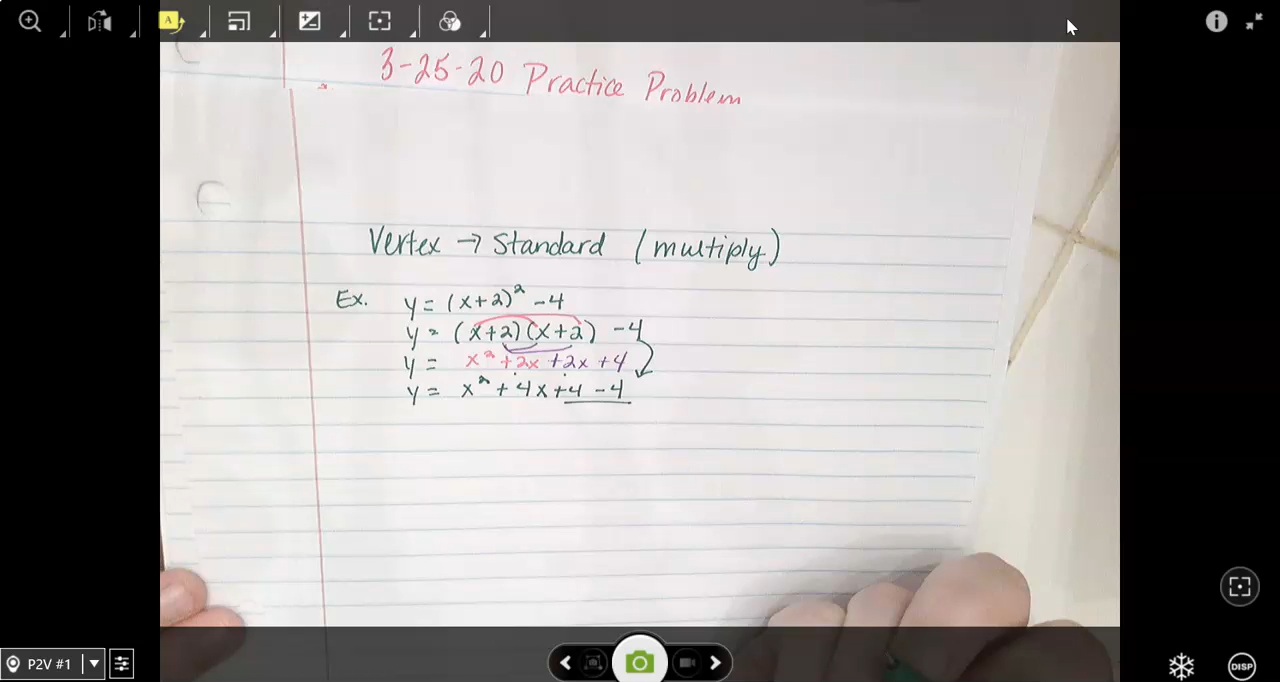 3-25-20 Practice Problem
Vertex → Standard (multiply)
Ex. y = (x+2)² -4
y = (x+2)(x+2) -4
y = x² +2x +2x +4
y = x² + 4x +4 -4
P2V #1
DISP